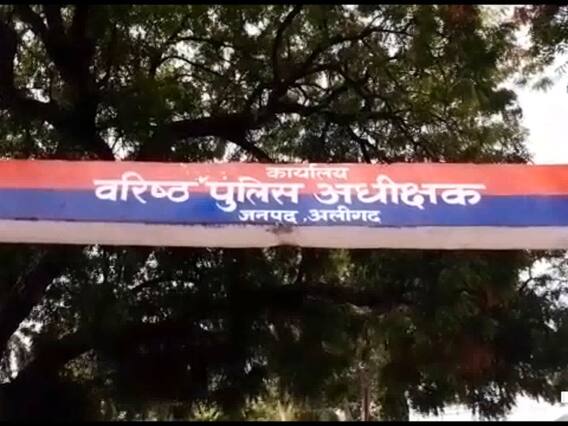 कार्यालय
वरिष्ठ पुलिस अधीक्षक
जनपद, अलीगढ